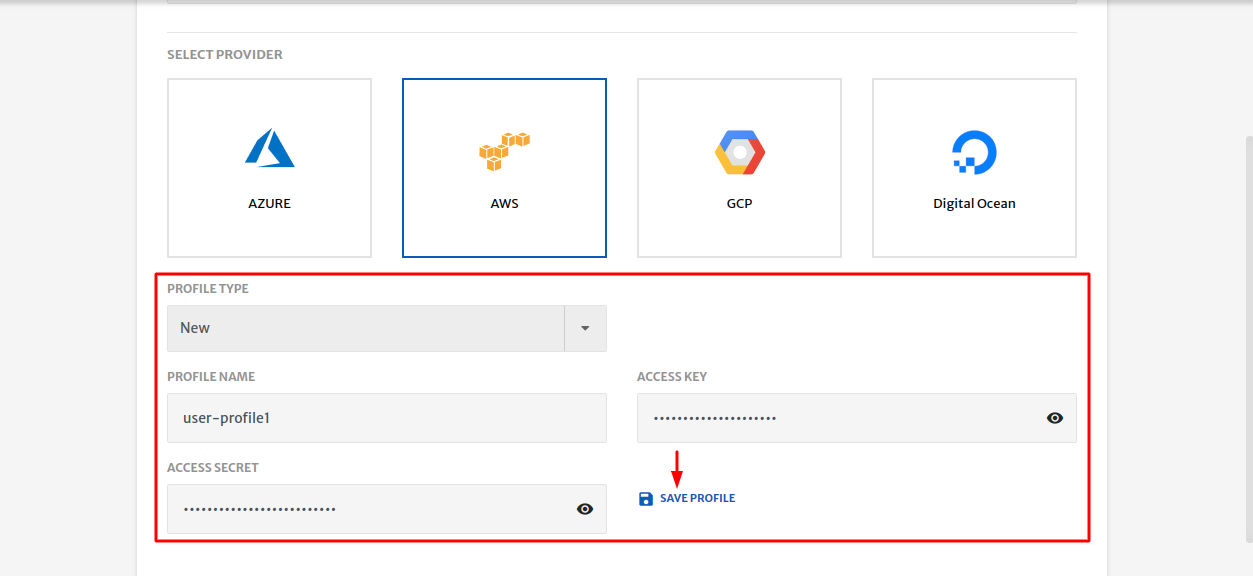 SELECT PROVIDER
AZURE
AWS
GCP
Digital Ocean
PROFILE TYPE
New
PROFILE NAME
ACCESS KEY
user-profile1
•••••••••••••••••••••
ACCESS SECRET
••••••••••••••••••••••••••
SAVE PROFILE